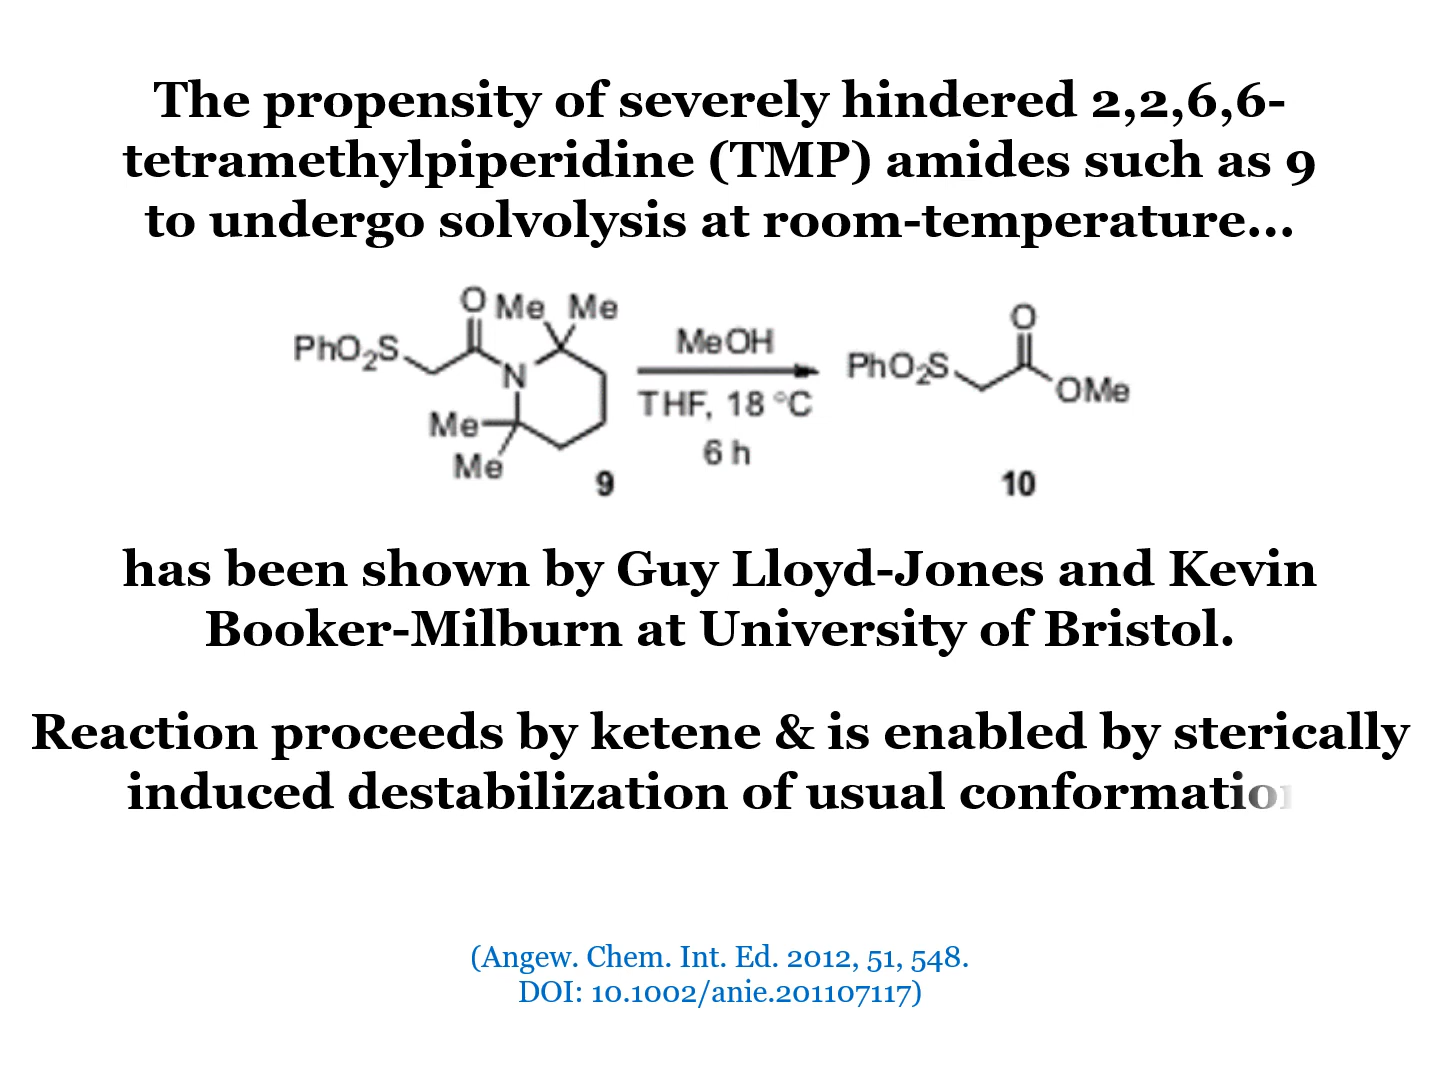 The propensity of severely hindered 2,2,6,6-
tetramethylpiperidine (TMP) amides such as 9
to undergo solvolysis at room-temperature...
O Me Me
PhO2S
N
Me
Me
9
MeOH
THF, 18 °C
6 h
O
PhO2S
OMe
10
has been shown by Guy Lloyd-Jones and Kevin
Booker-Milburn at University of Bristol.
Reaction proceeds by ketene & is enabled by sterically
induced destabilization of usual conformation
(Angew. Chem. Int. Ed. 2012, 51, 548.
DOI: 10.1002/anie.201107117)